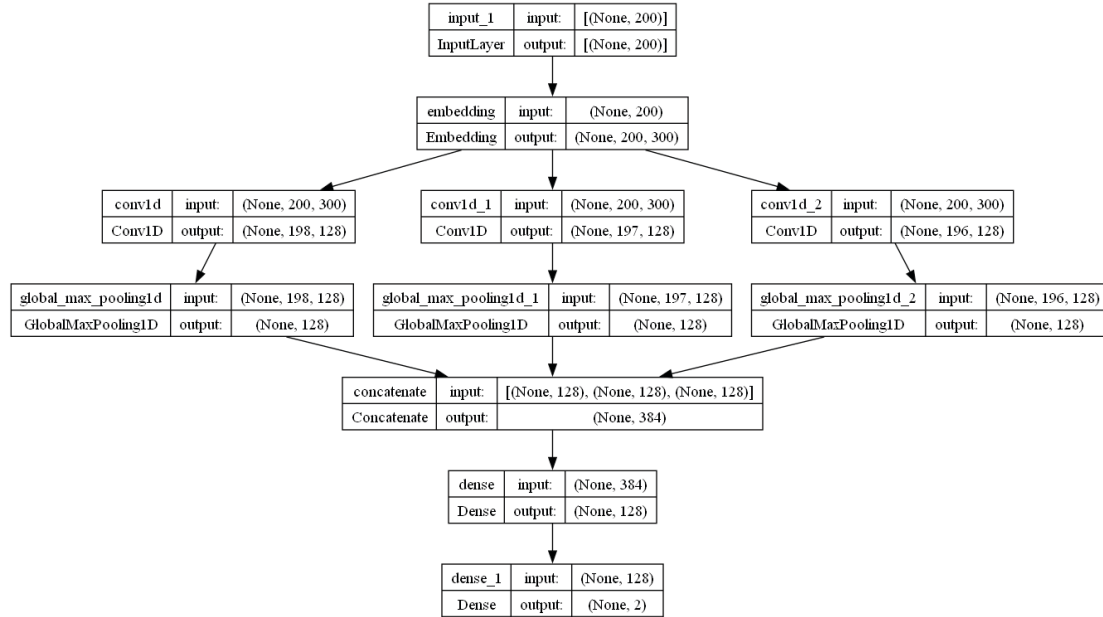 input_1 input: [(None, 200)]
InputLayer output: [(None, 200)]
embedding input: (None, 200)
Embedding output: (None, 200, 300)
conv1d input: (None, 200, 300)
Conv1D output: (None, 198, 128)
conv1d_1 input: (None, 200, 300)
Conv1D output: (None, 197, 128)
conv1d_2 input: (None, 200, 300)
Conv1D output: (None, 196, 128)
global_max_pooling1d input: (None, 198, 128)
GlobalMaxPooling1D output: (None, 128)
global_max_pooling1d_1 input: (None, 197, 128)
GlobalMaxPooling1D output: (None, 128)
global_max_pooling1d_2 input: (None, 196, 128)
GlobalMaxPooling1D output: (None, 128)
concatenate input: [(None, 128), (None, 128), (None, 128)]
Concatenate output: (None, 384)
dense input: (None, 384)
Dense output: (None, 128)
dense_1 input: (None, 128)
Dense output: (None, 2)